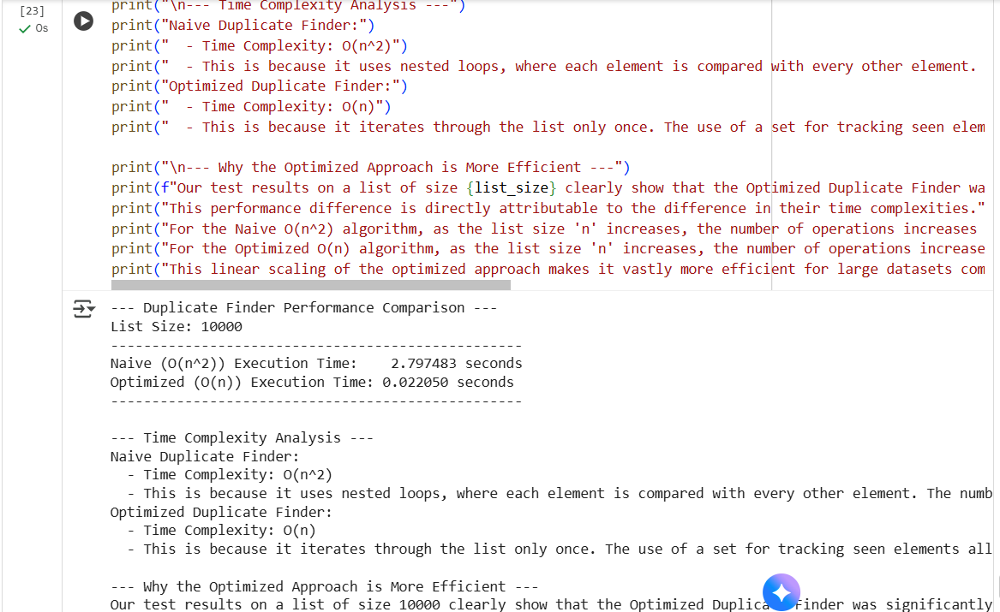 [23]
0s
print("\n--- Time Complexity Analysis ---")
print("Naive Duplicate Finder:")
print("  - Time Complexity: O(n^2)")
print("  - This is because it uses nested loops, where each element is compared with every other element.
print("Optimized Duplicate Finder:")
print("  - Time Complexity: O(n)")
print("  - This is because it iterates through the list only once. The use of a set for tracking seen elem
print("\n--- Why the Optimized Approach is More Efficient ---")
print(f"Our test results on a list of size {list_size} clearly show that the Optimized Duplicate Finder wa
print("This performance difference is directly attributable to the difference in their time complexities."
print("For the Naive O(n^2) algorithm, as the list size 'n' increases, the number of operations increases
print("For the Optimized O(n) algorithm, as the list size 'n' increases, the number of operations increase
print("This linear scaling of the optimized approach makes it vastly more efficient for large datasets com
--- Duplicate Finder Performance Comparison ---
List Size: 10000
--------------------------------------------------
Naive (O(n^2)) Execution Time:    2.797483 seconds
Optimized (O(n)) Execution Time: 0.022050 seconds
--------------------------------------------------
--- Time Complexity Analysis ---
Naive Duplicate Finder:
  - Time Complexity: O(n^2)
  - This is because it uses nested loops, where each element is compared with every other element. The numb
Optimized Duplicate Finder:
  - Time Complexity: O(n)
  - This is because it iterates through the list only once. The use of a set for tracking seen elements all
--- Why the Optimized Approach is More Efficient ---
Our test results on a list of size 10000 clearly show that the Optimized Duplica Finder was significantly